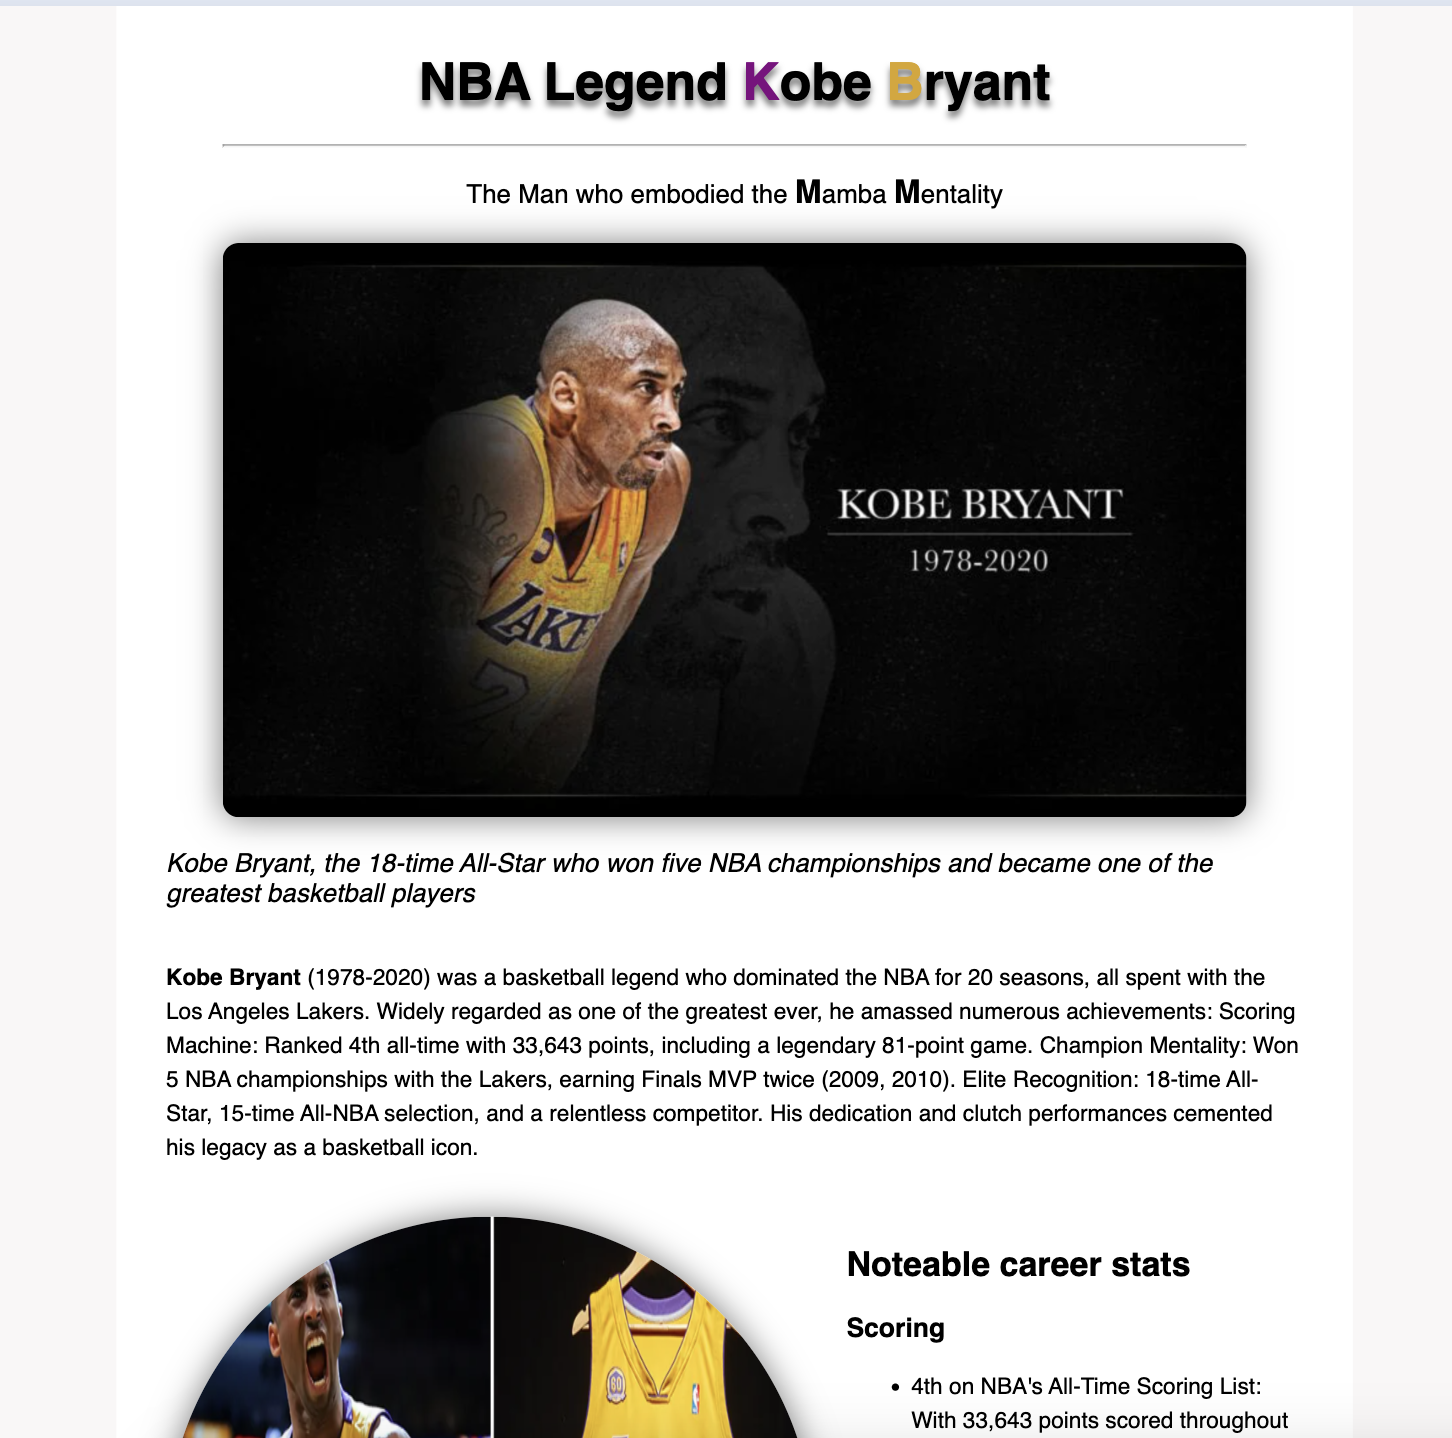 NBA Legend Kobe Bryant
The Man who embodied the Mamba Mentality
LAKE
KOBE BRYANT
1978-2020
Kobe Bryant, the 18-time All-Star who won five NBA championships and became one of the
greatest basketball players
Kobe Bryant (1978-2020) was a basketball legend who dominated the NBA for 20 seasons, all spent with the
Los Angeles Lakers. Widely regarded as one of the greatest ever, he amassed numerous achievements: Scoring
Machine: Ranked 4th all-time with 33,643 points, including a legendary 81-point game. Champion Mentality: Won
5 NBA championships with the Lakers, earning Finals MVP twice (2009, 2010). Elite Recognition: 18-time All-
Star, 15-time All-NBA selection, and a relentless competitor. His dedication and clutch performances cemented
his legacy as a basketball icon.
60
Noteable career stats
Scoring
• 4th on NBA's All-Time Scoring List:
With 33,643 points scored throughout